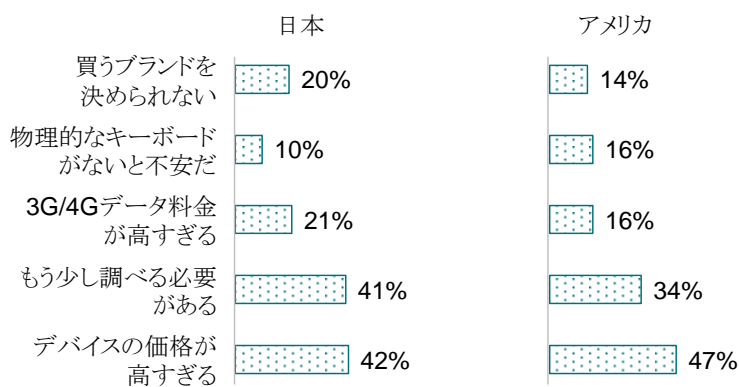 日本 アメリカ
買うブランドを
決められない
20% 14%
物理的なキーボード
がないと不安だ
10% 16%
3G/4Gデータ料金
が高すぎる
21% 16%
もう少し調べる必要
がある
41% 34%
デバイスの価格が
高すぎる
42% 47%